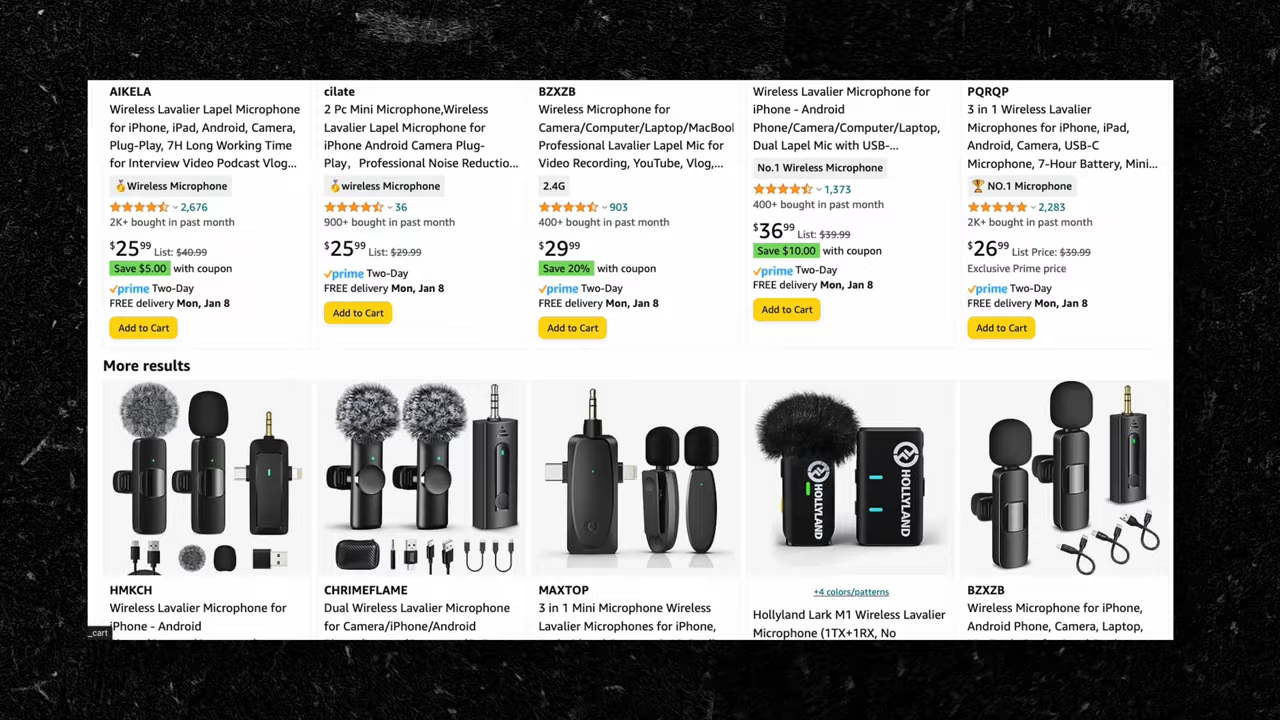 AIKELA
Wireless Lavalier Lapel Microphone
for iPhone, iPad, Android, Camera,
Plug-Play, 7H Long Working Time
for Interview Video Podcast Vlog...
🥇Wireless Microphone
2,676
2K+ bought in past month
$25.99 List: $40.99
Save $5.00 with coupon
prime Two-Day
FREE delivery Mon, Jan 8
Add to Cart
cilate
2 Pc Mini Microphone,Wireless
Lavalier Lapel Microphone for
iPhone Android Camera Plug-
Play，Professional Noise Reductio...
🥇wireless Microphone
36
900+ bought in past month
$25.99 List: $29.99
prime Two-Day
FREE delivery Mon, Jan 8
Add to Cart
BZXZB
Wireless Microphone for
Camera/Computer/Laptop/MacBool
Professional Lavalier Lapel Mic for
Video Recording, YouTube, Vlog,...
2.4G
903
400+ bought in past month
$29.99
Save 20% with coupon
prime Two-Day
FREE delivery Mon, Jan 8
Add to Cart
Wireless Lavalier Microphone for
iPhone - Android
Phone/Camera/Computer/Laptop,
Dual Lapel Mic with USB-...
No.1 Wireless Microphone
1,373
400+ bought in past month
$36.99 List: $39.99
Save $10.00 with coupon
prime Two-Day
FREE delivery Mon, Jan 8
Add to Cart
PQRQP
3 in 1 Wireless Lavalier
Microphones for iPhone, iPad,
Android, Camera, USB-C
Microphone, 7-Hour Battery, Mini...
🏆 NO.1 Microphone
2,283
2K+ bought in past month
$26.99 List Price: $39.99
Exclusive Prime price
prime Two-Day
FREE delivery Mon, Jan 8
Add to Cart
More results
HOLLYLAND
HOLLYLAND
HMKCH
Wireless Lavalier Microphone for
iPhone - Android
CHRIMEFLAME
Dual Wireless Lavalier Microphone
for Camera/iPhone/Android
MAXTOP
3 in 1 Mini Microphone Wireless
Lavalier Microphones for iPhone,
+4 colors/patterns
Hollyland Lark M1 Wireless Lavalier
Microphone (1TX+1RX, No
BZXZB
Wireless Microphone for iPhone,
Android Phone, Camera, Laptop,
_cart